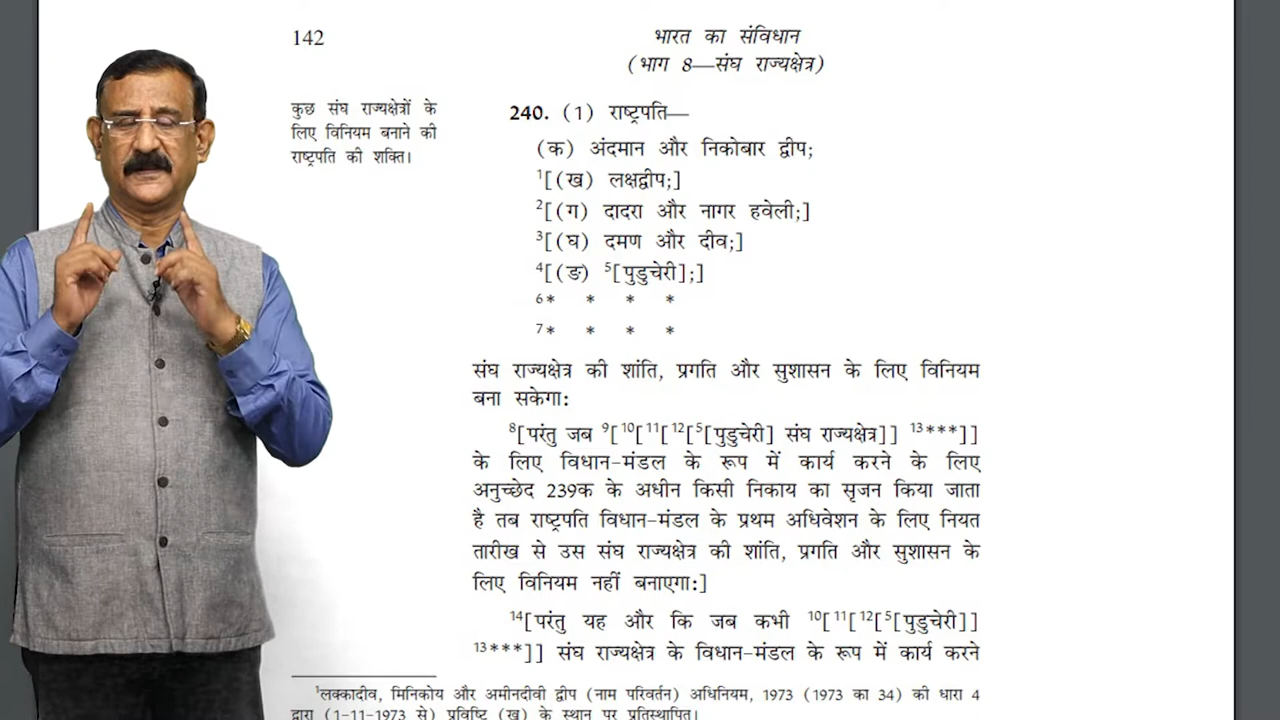 142
भारत का संविधान
(भाग 8—संघ राज्यक्षेत्र)
कुछ संघ राज्यक्षेत्रों के
लिए विनियम बनाने की
राष्ट्रपति की शक्ति।
240. (1) राष्ट्रपति—
(क) अंदमान और निकोबार द्वीप;
1[(ख) लक्षद्वीप;]
2[(ग) दादरा और नागर हवेली;]
3[(घ) दमण और दीव;]
4[(ङ) 5[पुडुचेरी];]
6* * * *
7* * * *
संघ राज्यक्षेत्र की शांति, प्रगति और सुशासन के लिए विनियम
बना सकेगा:
8[परंतु जब 9[10[11[12[5[पुडुचेरी] संघ राज्यक्षेत्र]] 13***]]
के लिए विधान-मंडल के रूप में कार्य करने के लिए
अनुच्छेद 239क के अधीन किसी निकाय का सृजन किया जाता
है तब राष्ट्रपति विधान-मंडल के प्रथम अधिवेशन के लिए नियत
तारीख से उस संघ राज्यक्षेत्र की शांति, प्रगति और सुशासन के
लिए विनियम नहीं बनाएगा:]
14[परंतु यह और कि जब कभी 10[11[12[5[पुडुचेरी]]
13***]] संघ राज्यक्षेत्र के विधान-मंडल के रूप में कार्य करने
1लक्कादीव, मिनिकोय और अमीनदीवी द्वीप (नाम परिवर्तन) अधिनियम, 1973 (1973 का 34) की धारा 4
द्वारा (1-11-1973 से) प्रविष्टि (ख) के स्थान पर प्रतिस्थापित।